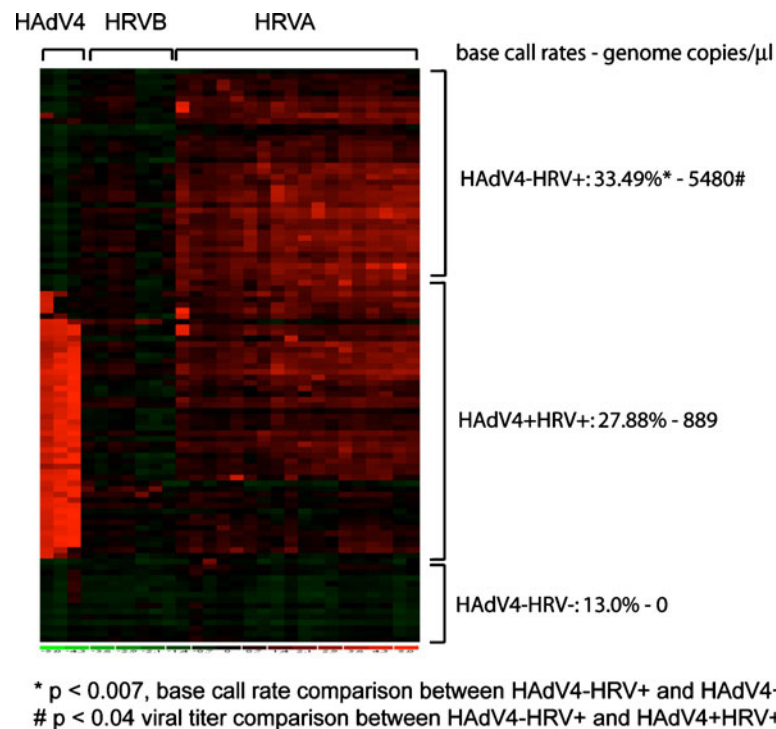 HAdV4 HRVB HRVA
base call rates - genome copies/µl
HAdV4-HRV+: 33.49%* - 5480#
HAdV4+HRV+: 27.88% - 889
HAdV4-HRV-: 13.0% - 0
* p < 0.007, base call rate comparison between HAdV4-HRV+ and HAdV4-
# p < 0.04 viral titer comparison between HAdV4-HRV+ and HAdV4+HRV+